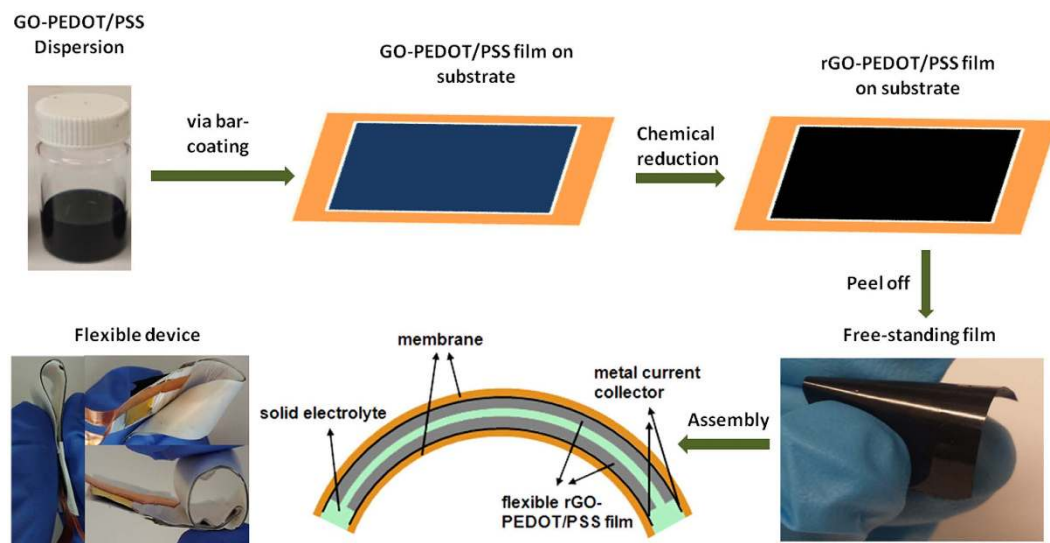 GO-PEDOT/PSS
Dispersion
via bar-
coating
GO-PEDOT/PSS film on
substrate
Chemical
reduction
rGO-PEDOT/PSS film
on substrate
Peel off
Free-standing film
Assembly
metal current
collector
membrane
solid electrolyte
flexible rGO-
PEDOT/PSS film
Flexible device